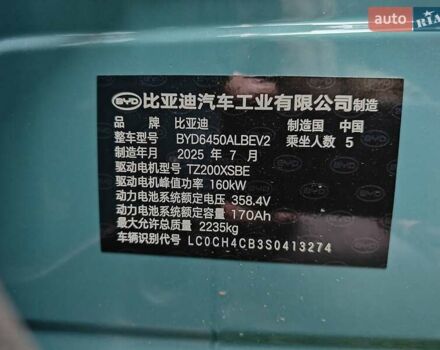 AUTO RIA
BYD 比亚迪汽车工业有限公司制造
品牌 比亚迪 制造国 中国
整车型号 BYD6450ALBEV2 乘坐人数 5
制造年月 2025 年 7 月
驱动电机型号 TZ200XSBE
驱动电机峰值功率 160kW
动力电池系统额定电压 358.4V
动力电池系统额定容量 170Ah
最大允许总质量 2235kg
车辆识别代号 LC0CH4CB3S0413274